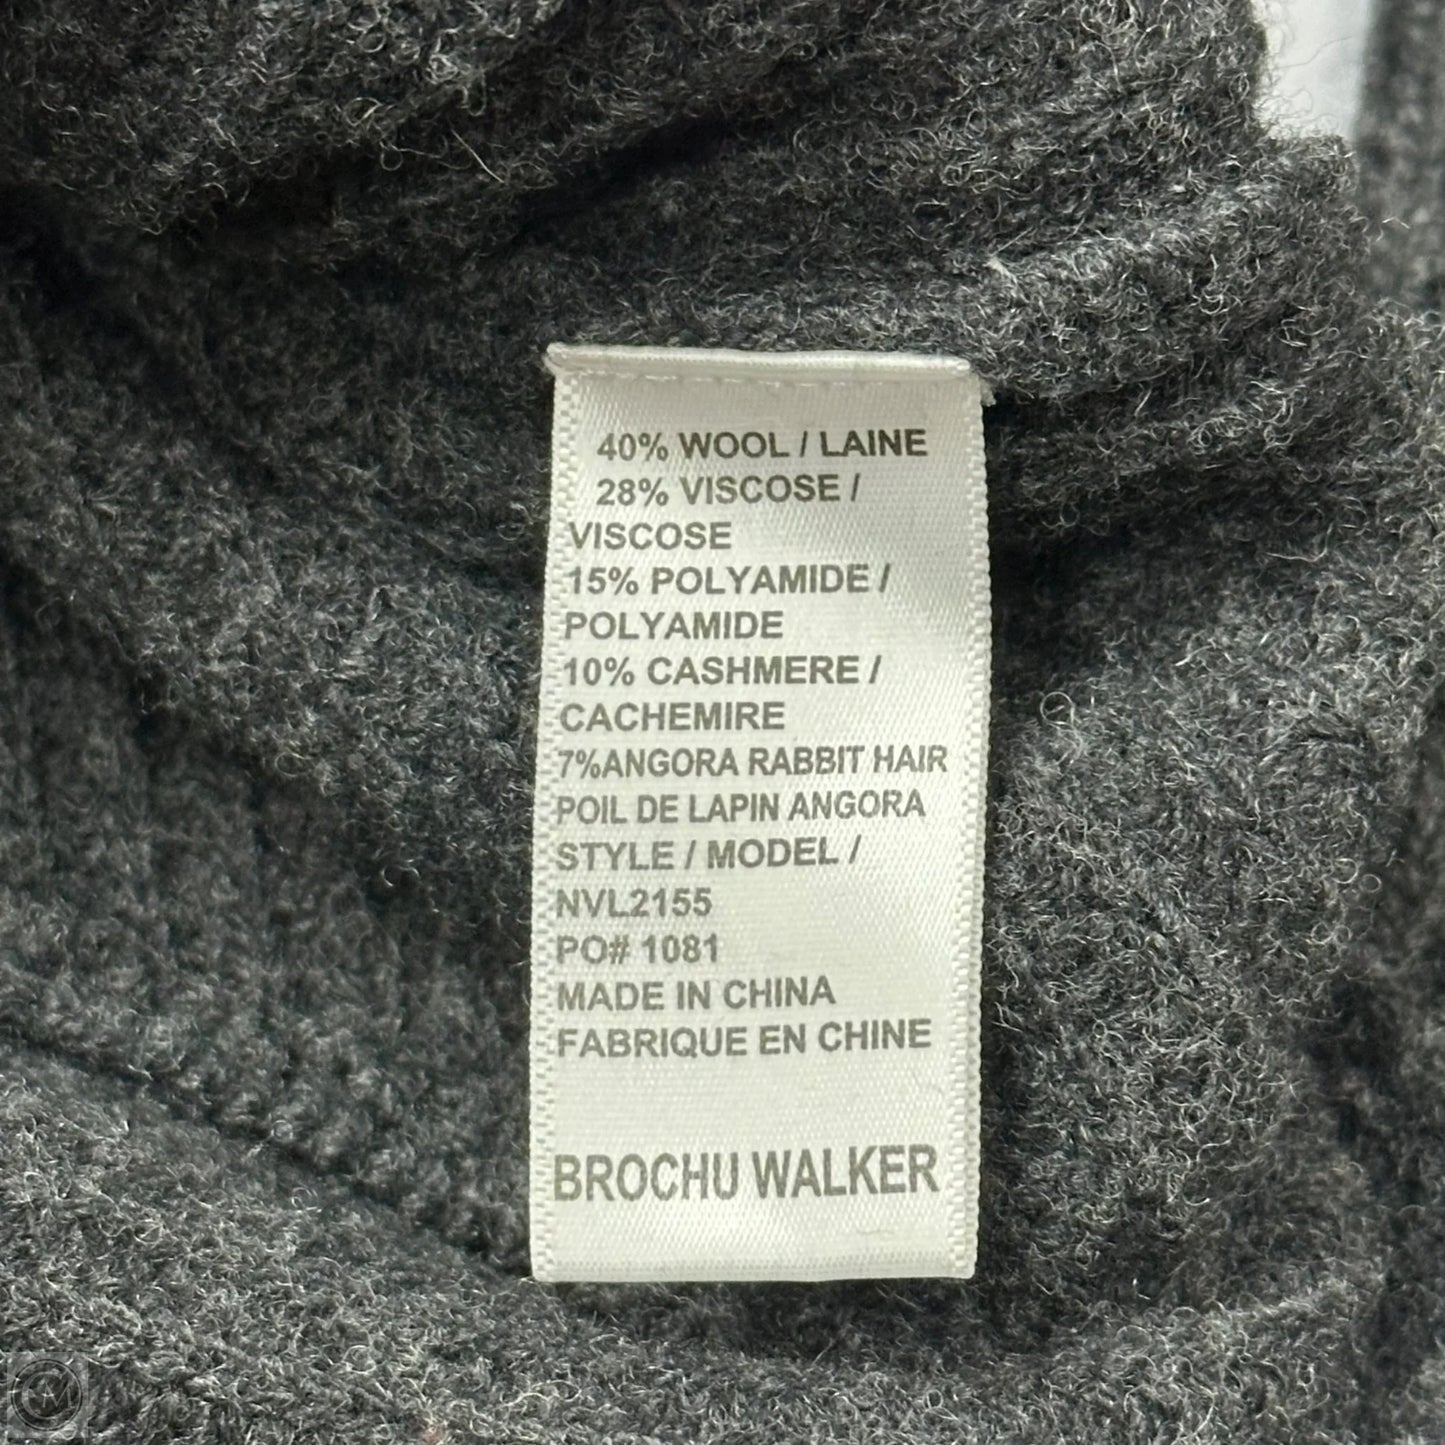 40% WOOL / LAINE
28% VISCOSE /
VISCOSE
15% POLYAMIDE /
POLYAMIDE
10% CASHMERE /
CACHEMIRE
7%ANGORA RABBIT HAIR
POIL DE LAPIN ANGORA
STYLE / MODEL /
NVL2155
PO# 1081
MADE IN CHINA
FABRIQUE EN CHINE
BROCHU WALKER
CM